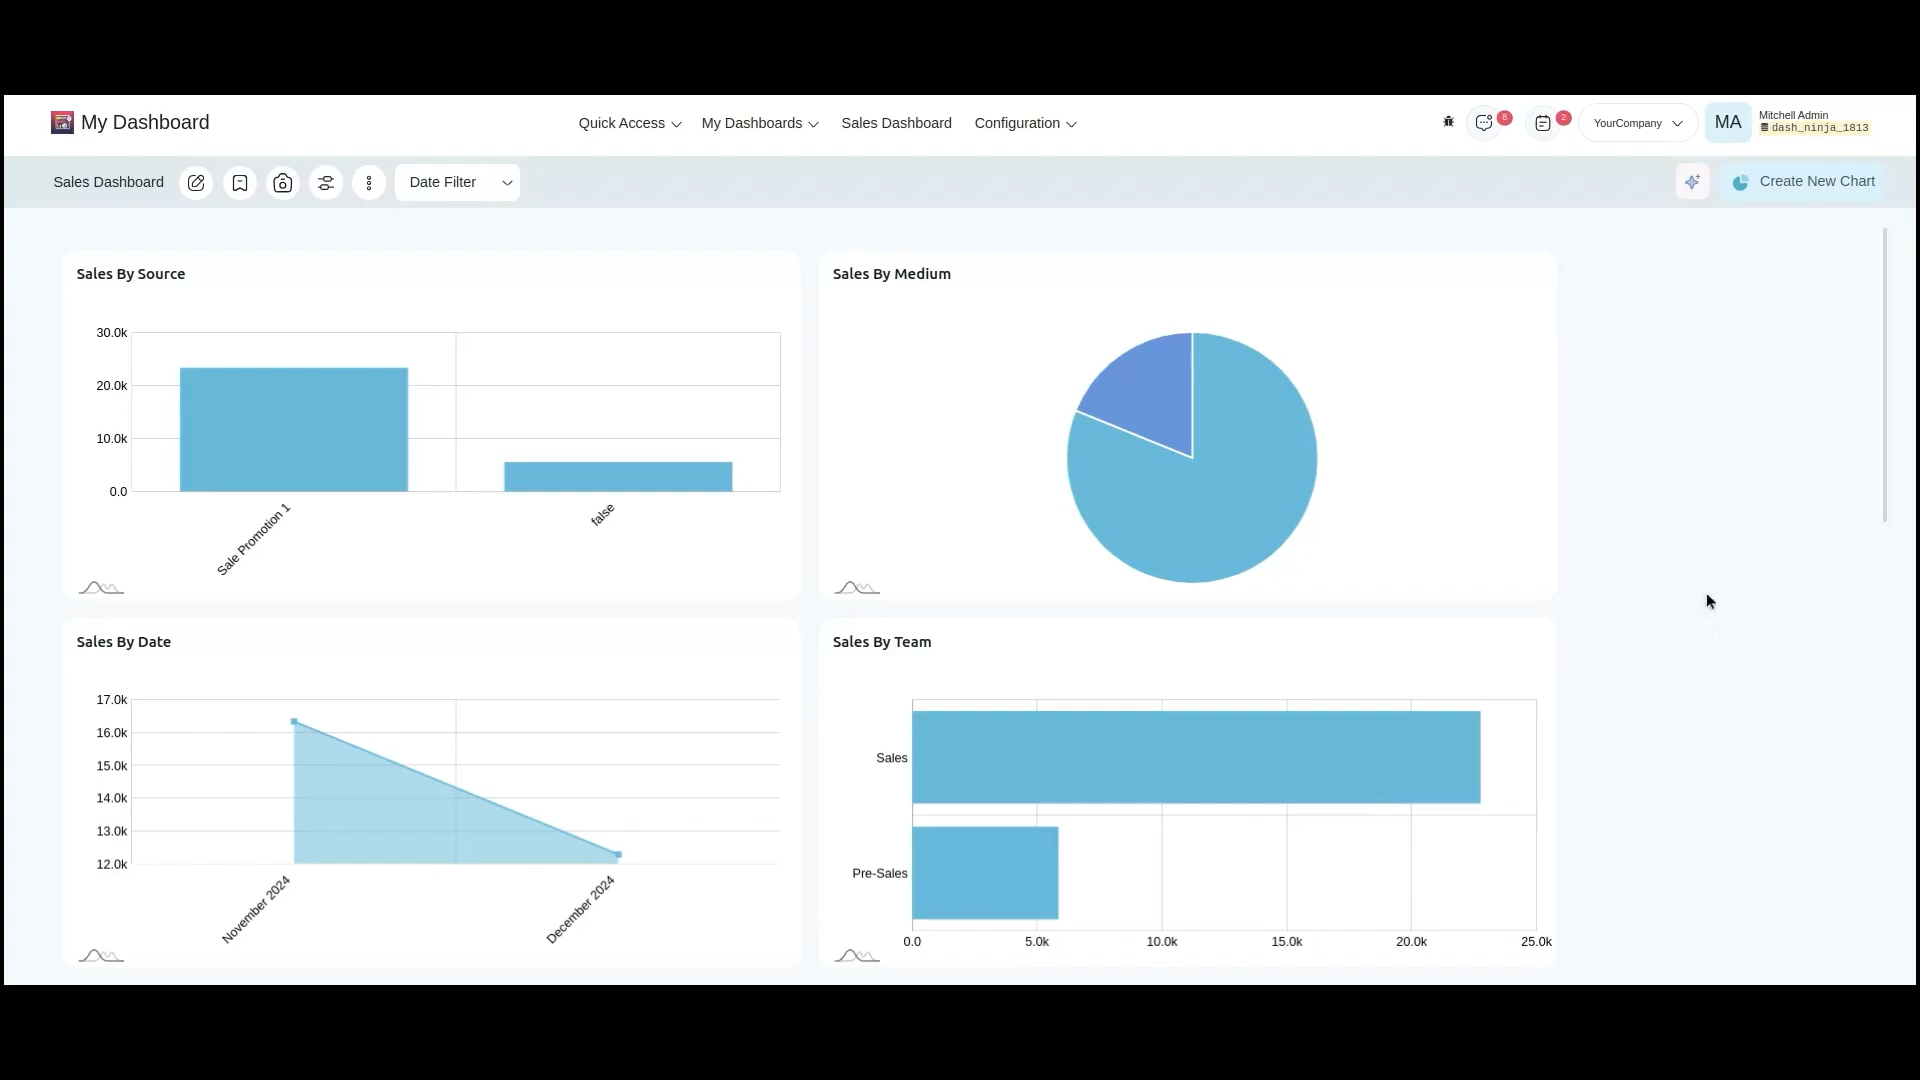 My Dashboard
Quick Access
My Dashboards
Sales Dashboard
Configuration
8
2
YourCompany
MA
Mitchell Admin
dash_ninja_1813
Sales Dashboard
Date Filter
Create New Chart
Sales By Source
30.0k
20.0k
10.0k
0.0
Sale Promotion 1
false
Sales By Medium
Sales By Date
17.0k
16.0k
15.0k
14.0k
13.0k
12.0k
November 2024
December 2024
Sales By Team
Sales
Pre-Sales
0.0
5.0k
10.0k
15.0k
20.0k
25.0k